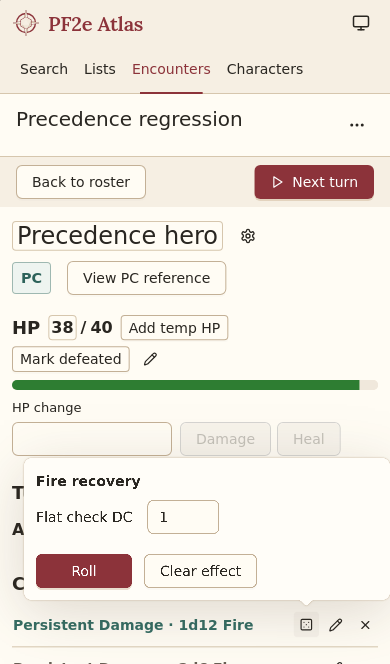 PF2e Atlas
Search Lists Encounters Characters
Precedence regression
...
Back to roster Next turn
Precedence hero
PC View PC reference
HP 38 / 40 Add temp HP
Mark defeated
HP change
Damage Heal
Fire recovery
Flat check DC 1
Roll Clear effect
Persistent Damage · 1d12 Fire